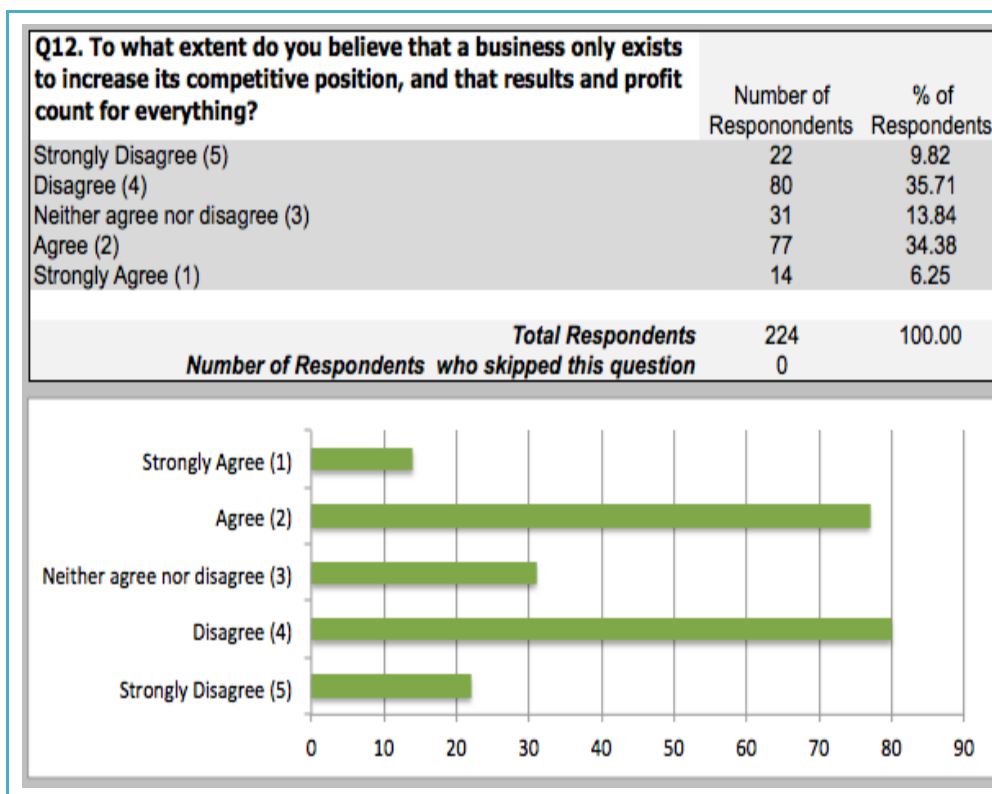 Q12. To what extent do you believe that a business only exists
to increase its competitive position, and that results and profit
count for everything?
Number of % of
Responondents Respondents
Strongly Disagree (5) 22 9.82
Disagree (4) 80 35.71
Neither agree nor disagree (3) 31 13.84
Agree (2) 77 34.38
Strongly Agree (1) 14 6.25
Total Respondents 224 100.00
Number of Respondents who skipped this question 0
Strongly Agree (1)
Agree (2)
Neither agree nor disagree (3)
Disagree (4)
Strongly Disagree (5)
0 10 20 30 40 50 60 70 80 90